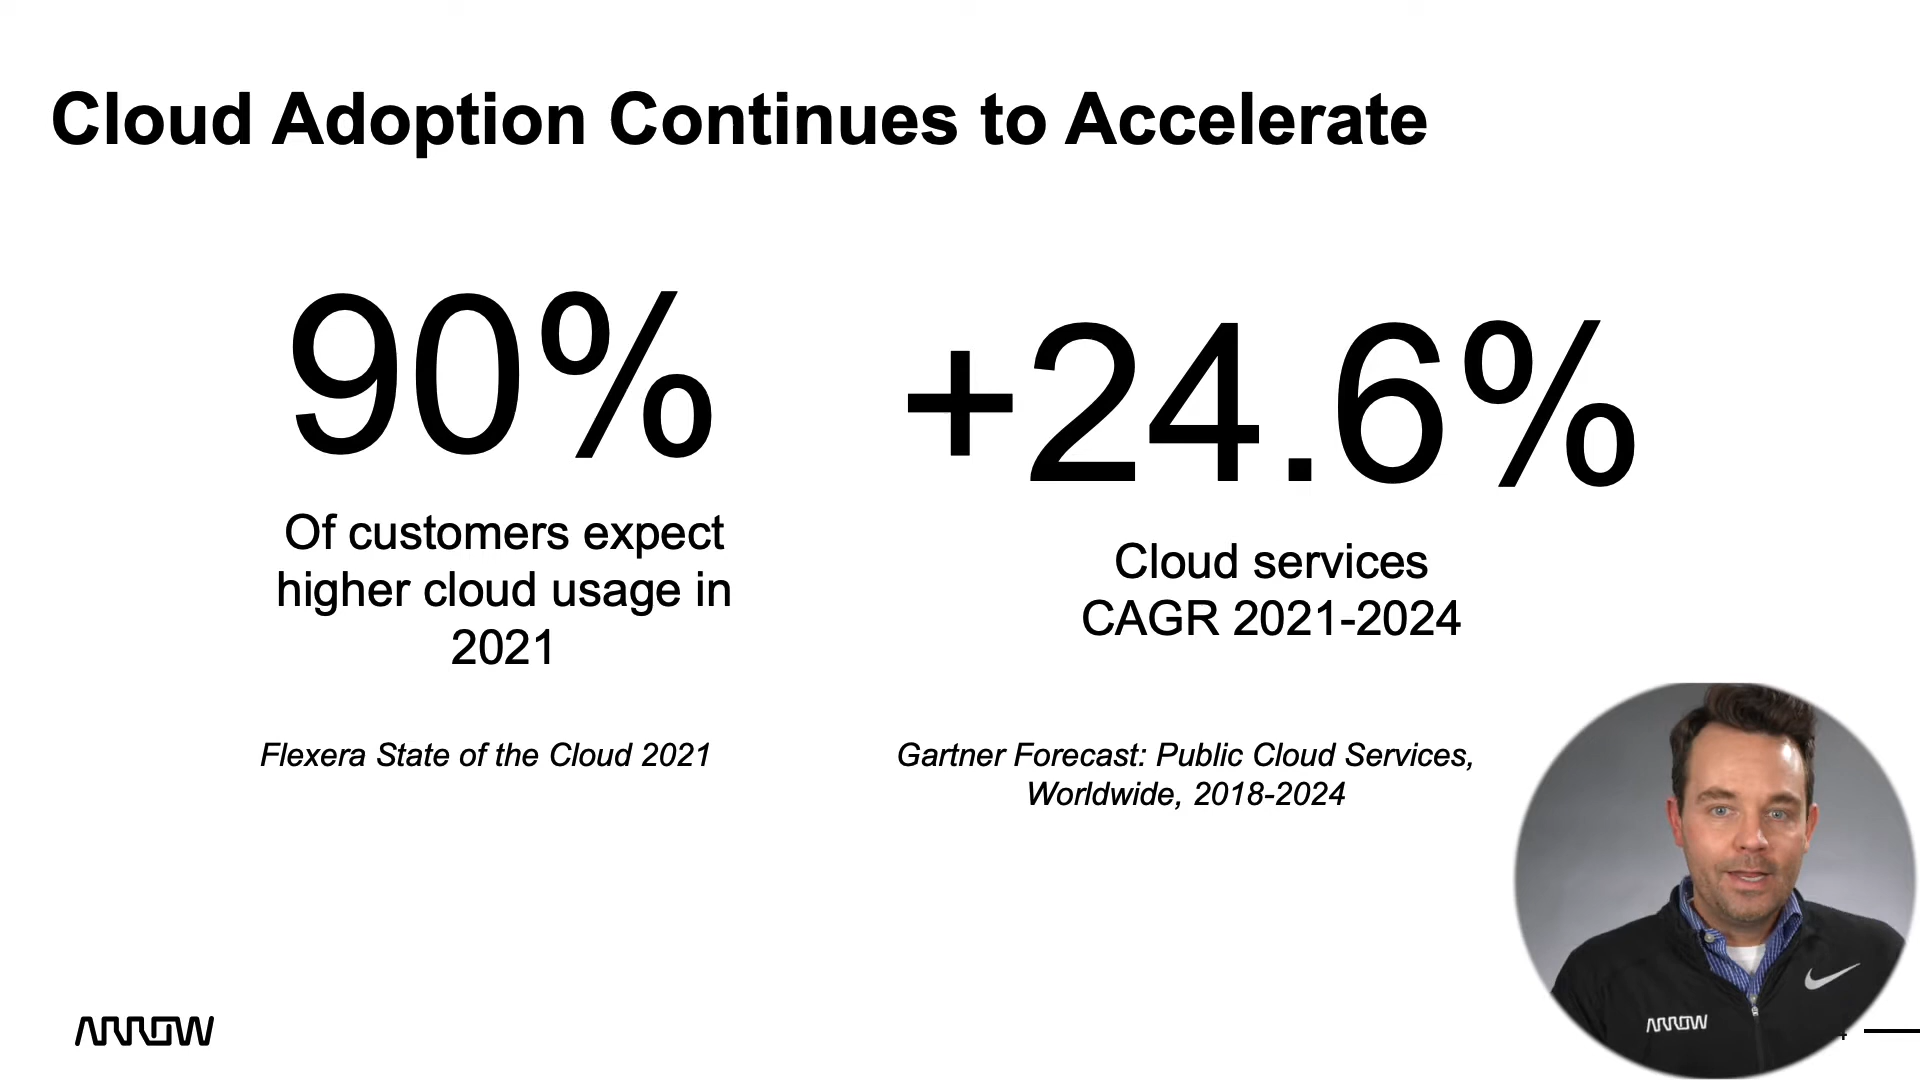 Cloud Adoption Continues to Accelerate
90%
Of customers expect
higher cloud usage in
2021
Flexera State of the Cloud 2021
+24.6%
Cloud services
CAGR 2021-2024
Gartner Forecast: Public Cloud Services,
Worldwide, 2018-2024
ARROW
ARROW